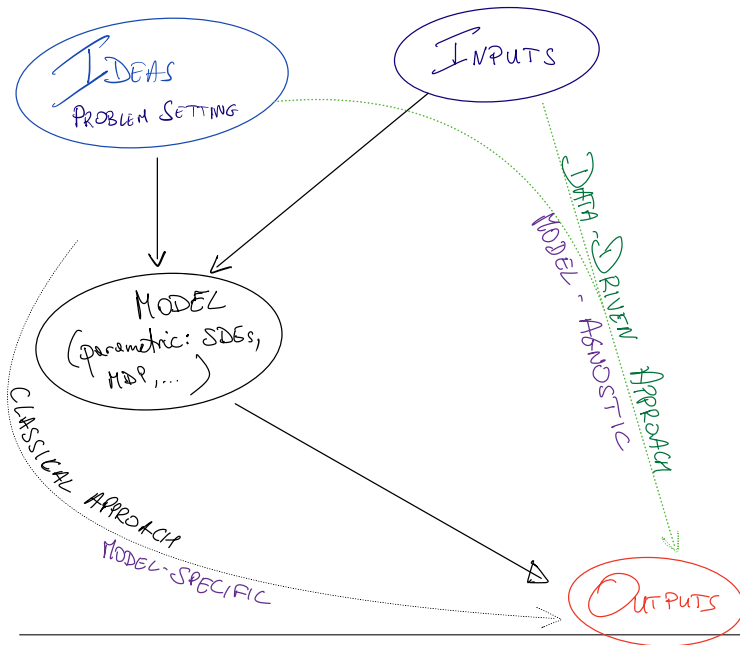 IDEAS
PROBLEM SETTING
INPUTS
DATA-DRIVEN APPROACH
MODEL-AGNOSTIC
MODEL
(parametric: SDEs,
MDP,...)
CLASSICAL APPROACH
MODEL-SPECIFIC
OUTPUTS